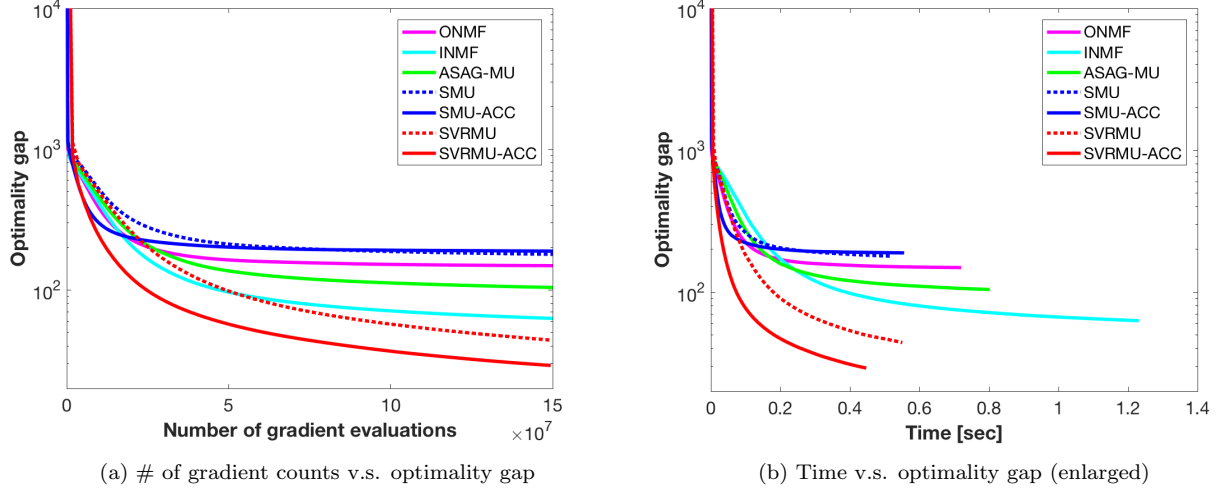 10^4
10^3
10^2
Optimality gap
0
5
10
15
×10^7
Number of gradient evaluations
ONMF
INMF
ASAG-MU
SMU
SMU-ACC
SVRMU
SVRMU-ACC
(a) # of gradient counts v.s. optimality gap
10^4
10^3
10^2
Optimality gap
0
0.2
0.4
0.6
0.8
1
1.2
1.4
Time [sec]
ONMF
INMF
ASAG-MU
SMU
SMU-ACC
SVRMU
SVRMU-ACC
(b) Time v.s. optimality gap (enlarged)